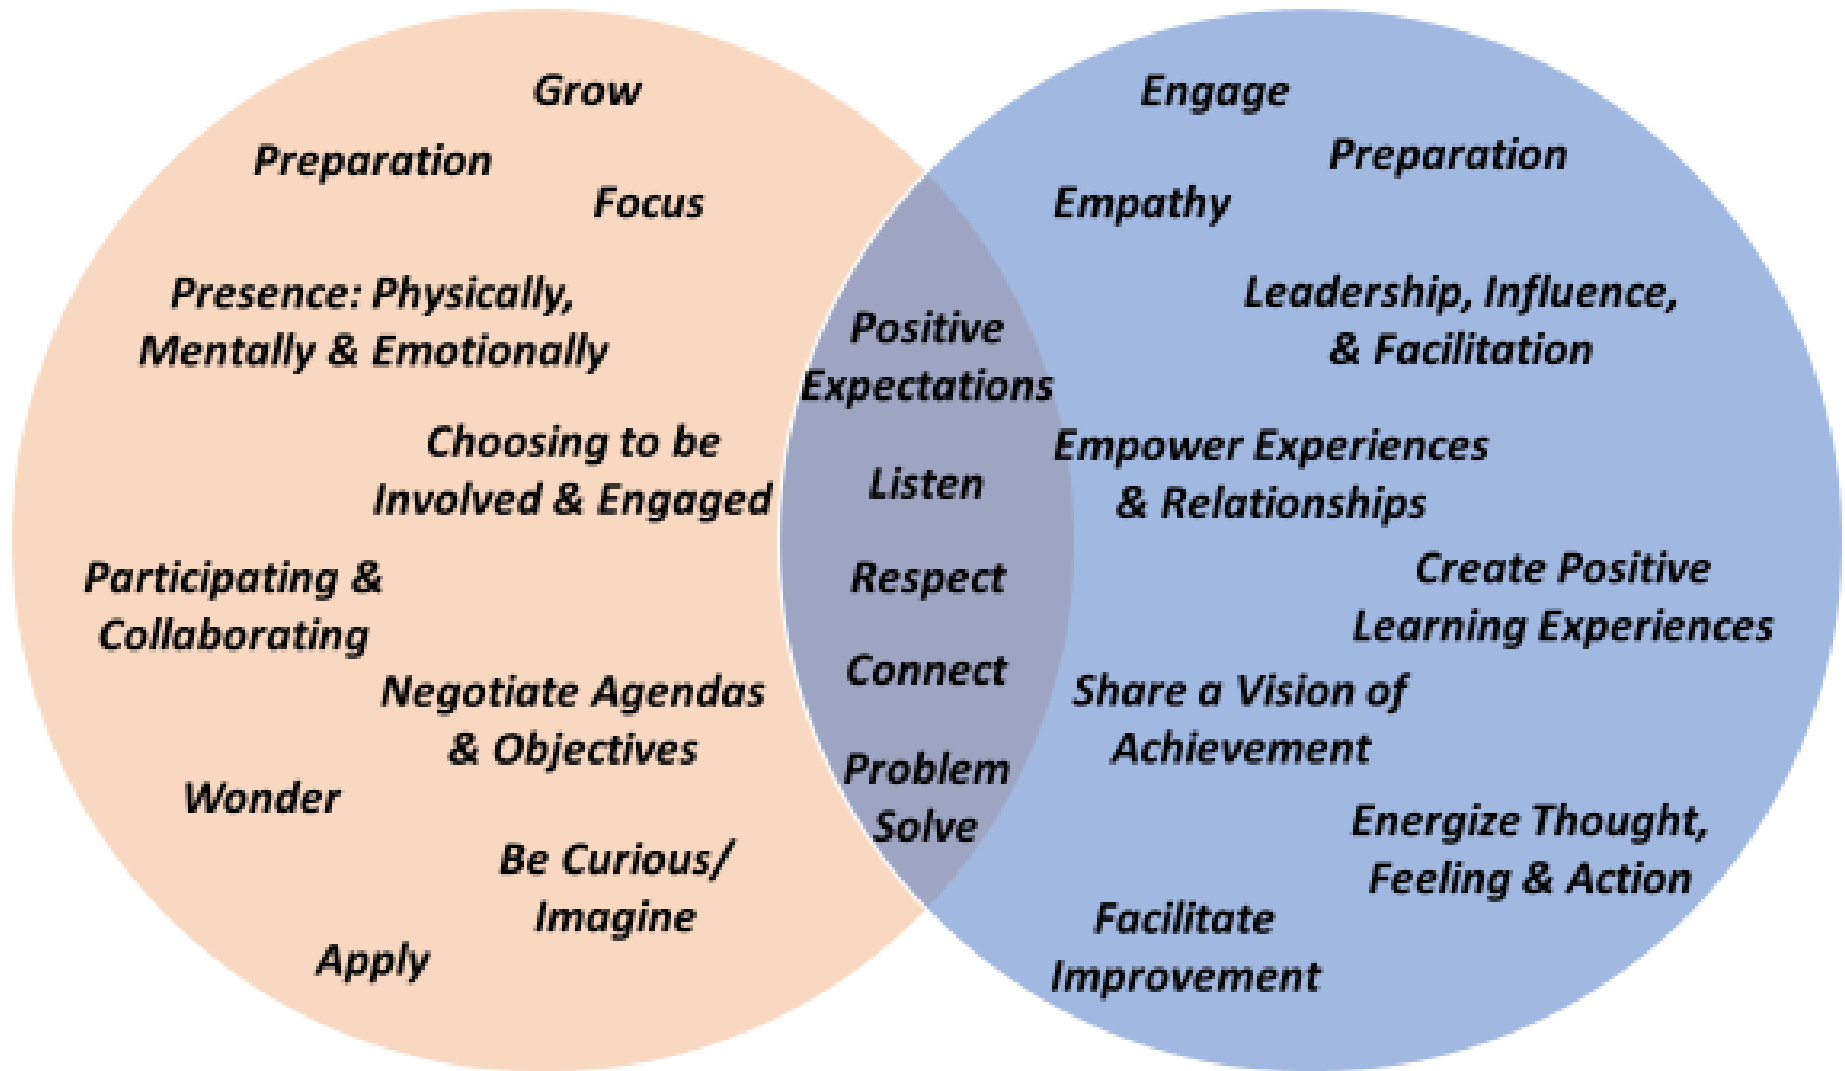 Grow
Preparation
Focus
Presence: Physically,
Mentally & Emotionally
Choosing to be
Involved & Engaged
Participating &
Collaborating
Negotiate Agendas
& Objectives
Wonder
Be Curious/
Imagine
Apply
Positive
Expectations
Listen
Respect
Connect
Problem
Solve
Engage
Preparation
Empathy
Leadership, Influence,
& Facilitation
Empower Experiences
& Relationships
Create Positive
Learning Experiences
Share a Vision of
Achievement
Energize Thought,
Feeling & Action
Facilitate
Improvement